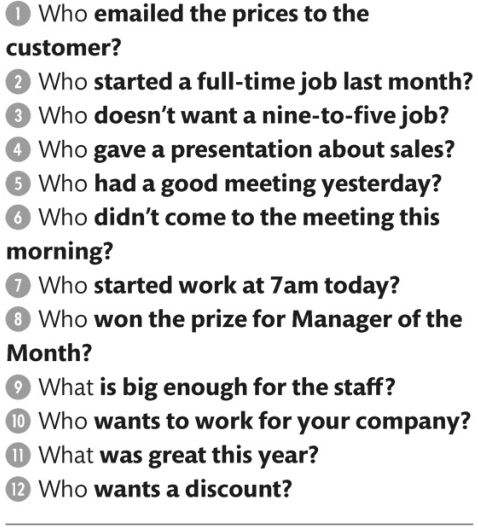 1 Who emailed the prices to the
customer?
2 Who started a full-time job last month?
3 Who doesn’t want a nine-to-five job?
4 Who gave a presentation about sales?
5 Who had a good meeting yesterday?
6 Who didn’t come to the meeting this
morning?
7 Who started work at 7am today?
8 Who won the prize for Manager of the
Month?
9 What is big enough for the staff?
10 Who wants to work for your company?
11 What was great this year?
12 Who wants a discount?